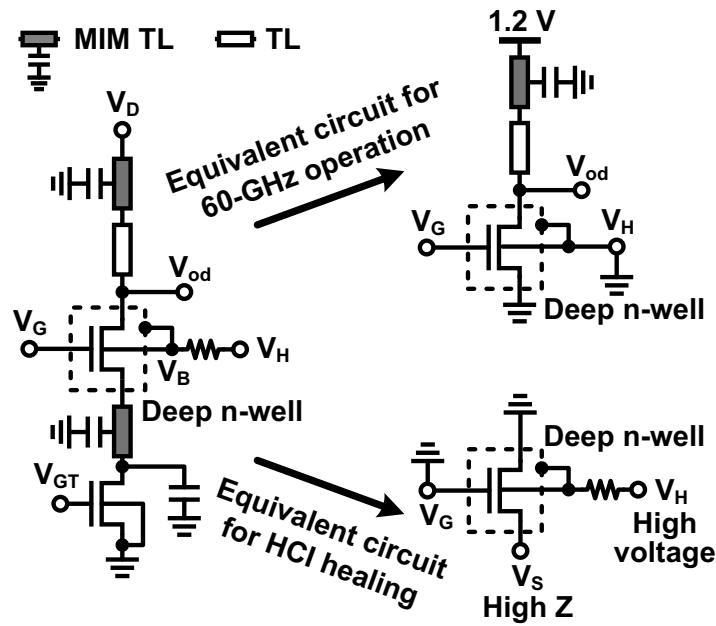 MIM TL
TL
1.2 V
V_D
Equivalent circuit for
60-GHz operation
V_od
V_G
V_H
Deep n-well
V_od
V_G
V_B
V_H
Deep n-well
V_GT
Equivalent circuit
for HCI healing
Deep n-well
V_G
V_H
High
voltage
V_S
High Z